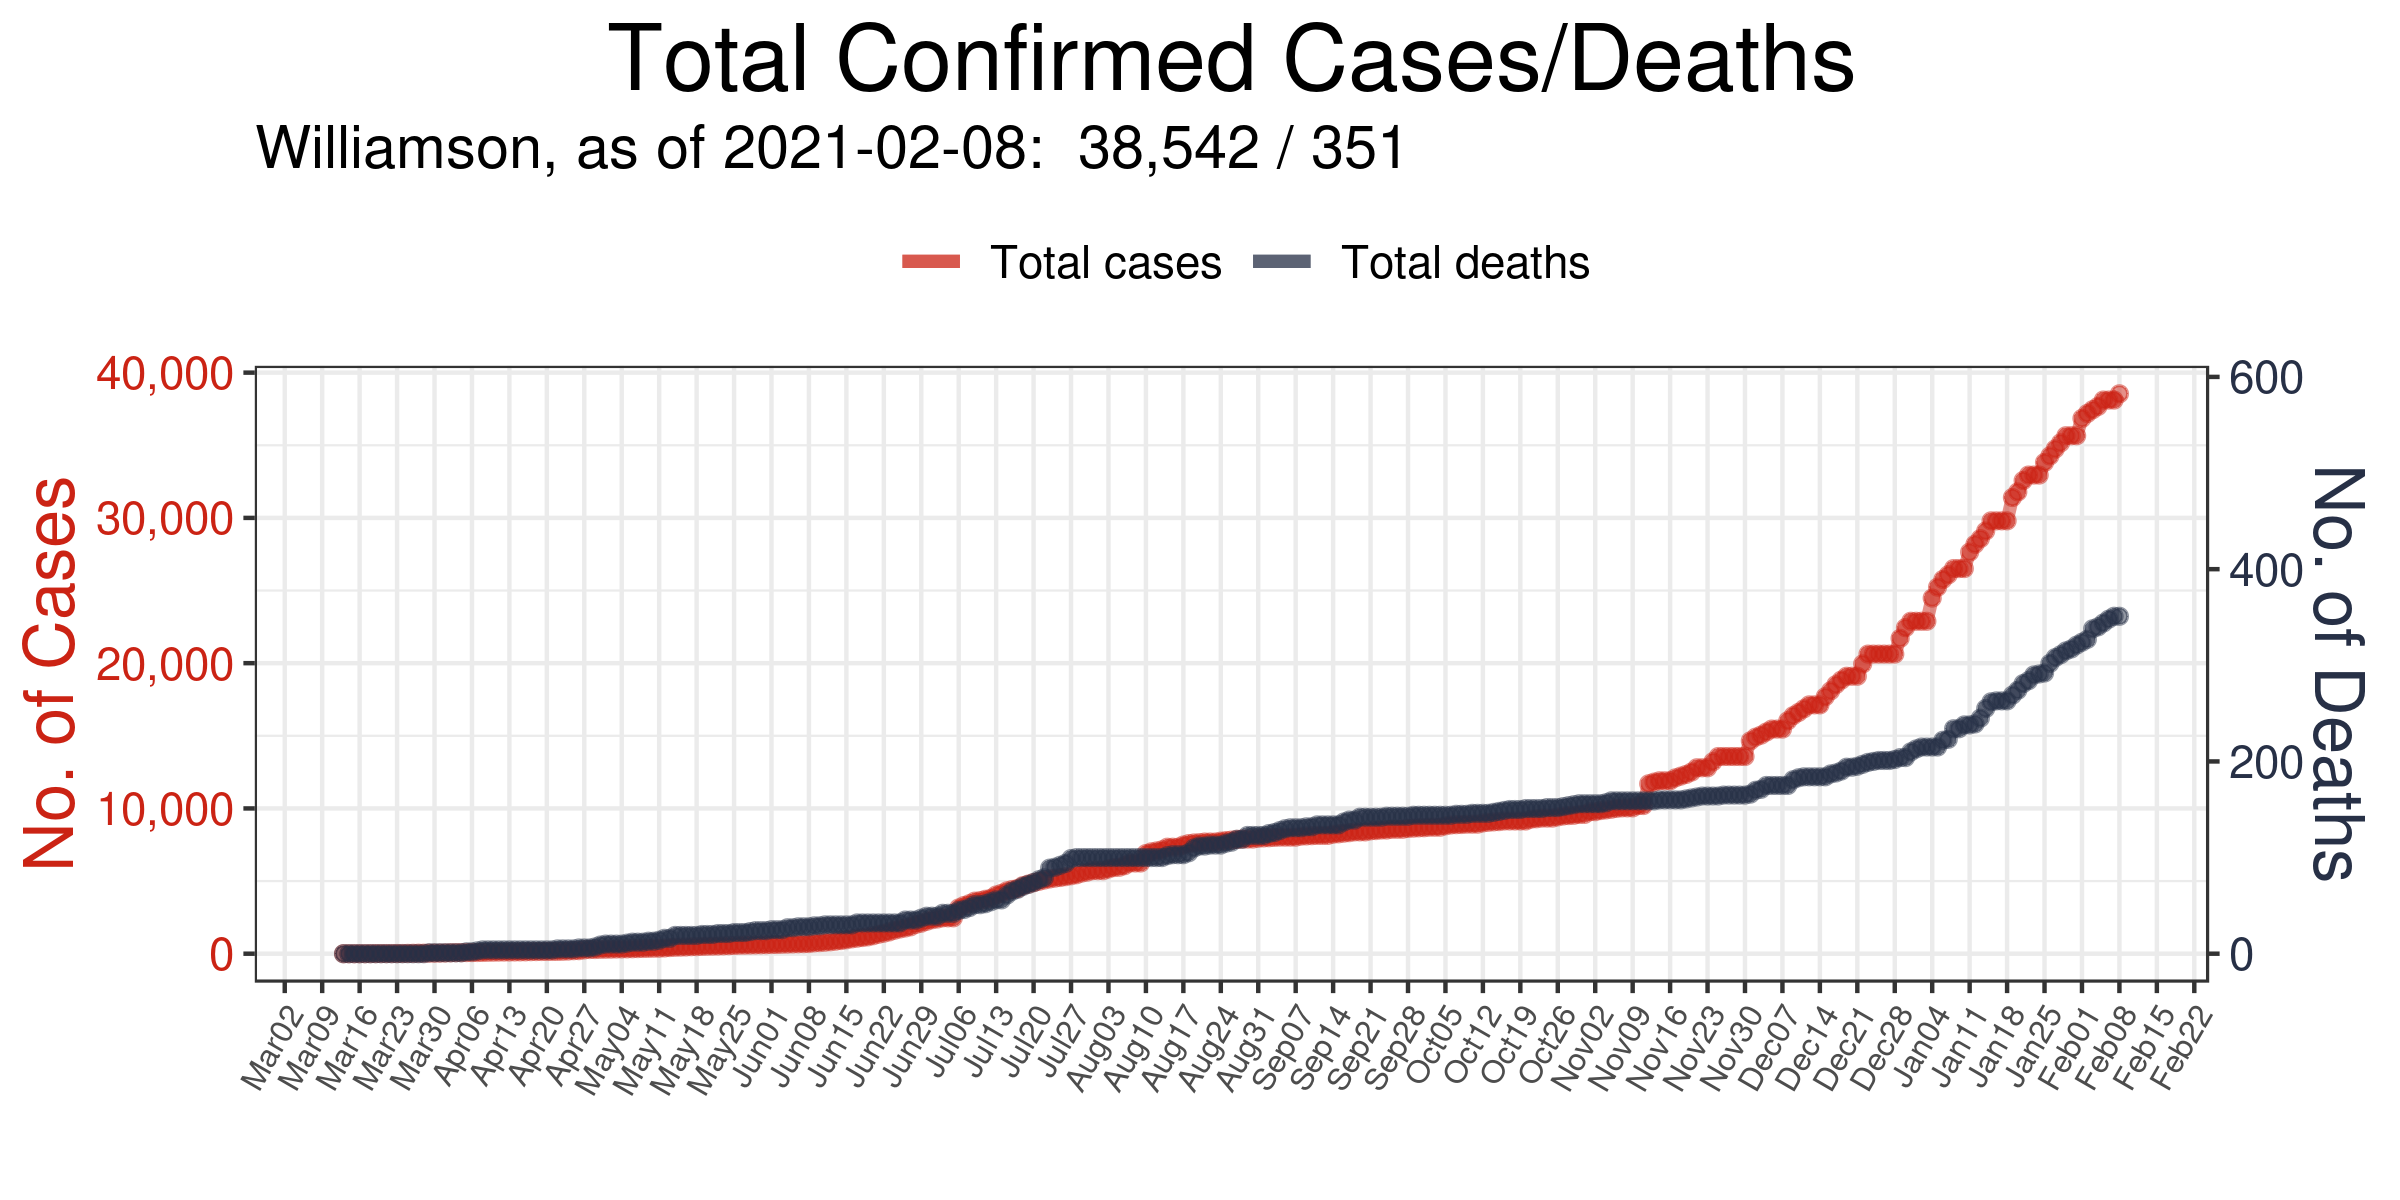 Total Confirmed Cases/Deaths
Williamson, as of 2021-02-08:  38,542 / 351
Total cases
Total deaths
No. of Cases
40,000
30,000
20,000
10,000
0
600
400
200
0
No. of Deaths
Mar02
Mar09
Mar16
Mar23
Mar30
Apr06
Apr13
Apr20
Apr27
May04
May11
May18
May25
Jun01
Jun08
Jun15
Jun22
Jun29
Jul06
Jul13
Jul20
Jul27
Aug03
Aug10
Aug17
Aug24
Aug31
Sep07
Sep14
Sep21
Sep28
Oct05
Oct12
Oct19
Oct26
Nov02
Nov09
Nov16
Nov23
Nov30
Dec07
Dec14
Dec21
Dec28
Jan04
Jan11
Jan18
Jan25
Feb01
Feb08
Feb15
Feb22